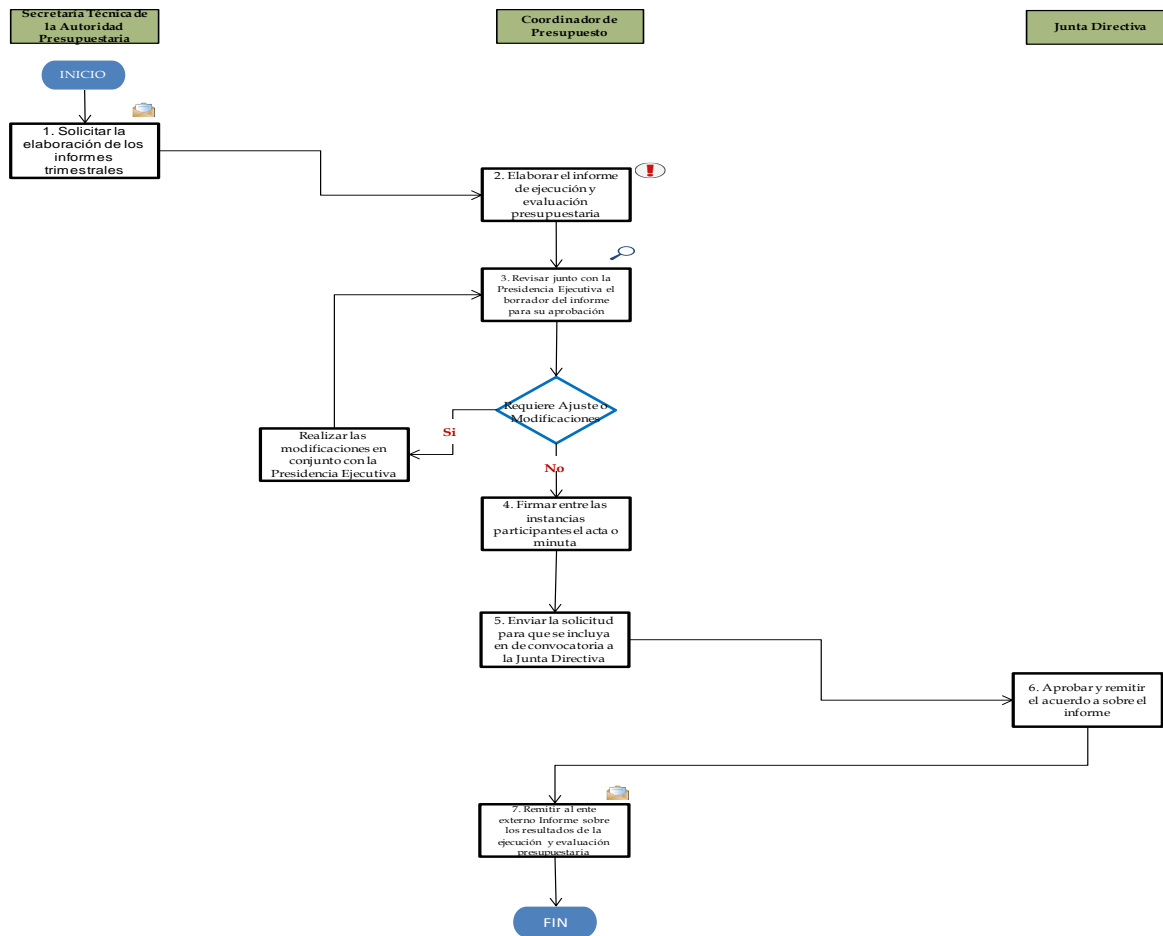 Secretaría Técnica de
la Autoridad
Presupuestaria
Coordinador de
Presupuesto
Junta Directiva
INICIO
1. Solicitar la
elaboración de los
informes
trimestrales
2. Elaborar el informe
de ejecución y
evaluación
presupuestaria
3. Revisar junto con la
Presidencia Ejecutiva el
borrador del informe
para su aprobación
Requiere Ajuste o
Modificaciones
Si
Realizar las
modificaciones en
conjunto con la
Presidencia Ejecutiva
No
4. Firmar entre las
instancias
participantes el acta o
minuta
5. Enviar la solicitud
para que se incluya
en de convocatoria a
la Junta Directiva
6. Aprobar y remitir
el acuerdo a sobre el
informe
7. Remitir al ente
externo Informe sobre
los resultados de la
ejecución y evaluación
presupuestaria
FIN